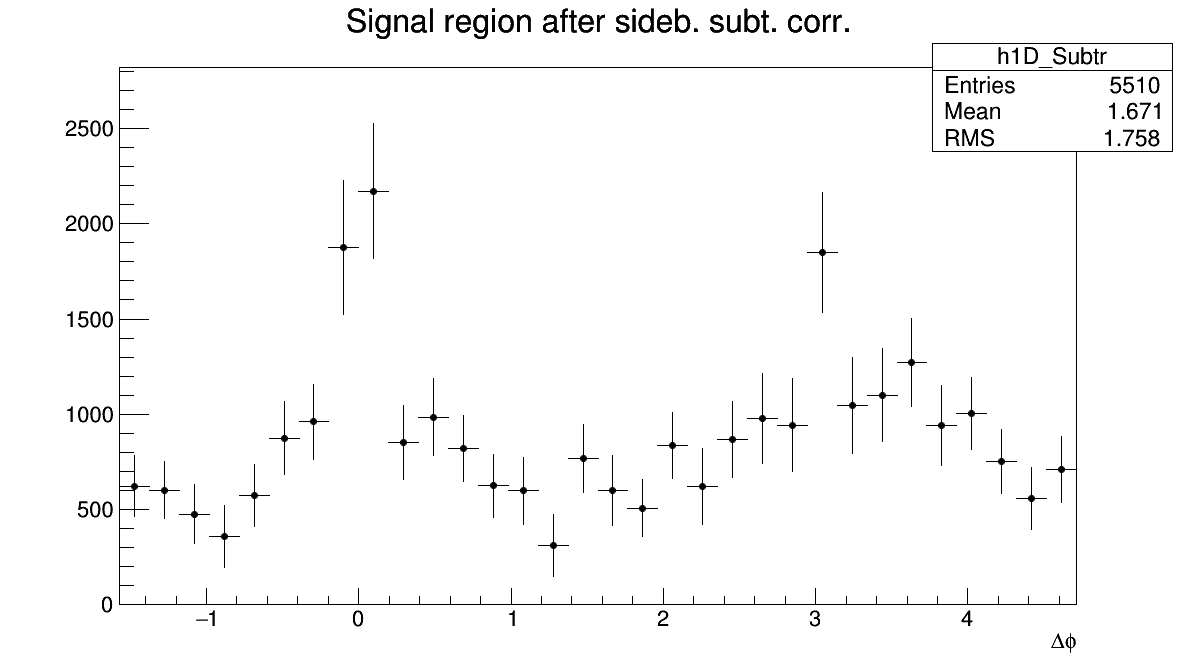 Signal region after sideb. subt. corr.
h1D_Subtr
Entries 5510
Mean 1.671
RMS 1.758
2500
2000
1500
1000
500
0
−1 0 1 2 3 4
Δϕ